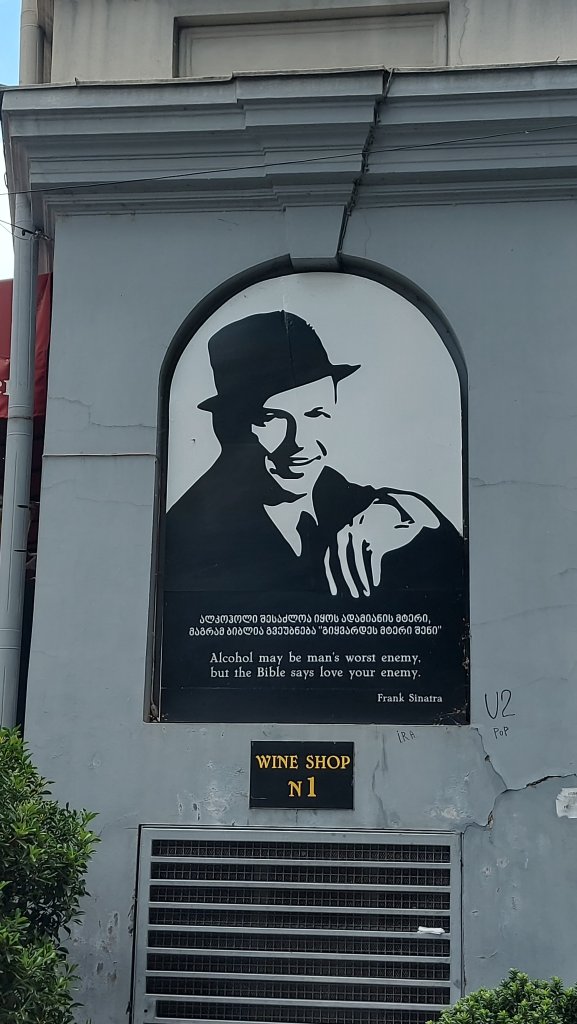 ალკოჰოლი შესაძლოა იყოს ადამიანის მტერი,
მაგრამ ბიბლია გვეუბნება "გიყვარდეს მტერი შენი"
Alcohol may be man's worst enemy,
but the Bible says love your enemy.
Frank Sinatra
U2
POP
IRA
WINE SHOP
N1